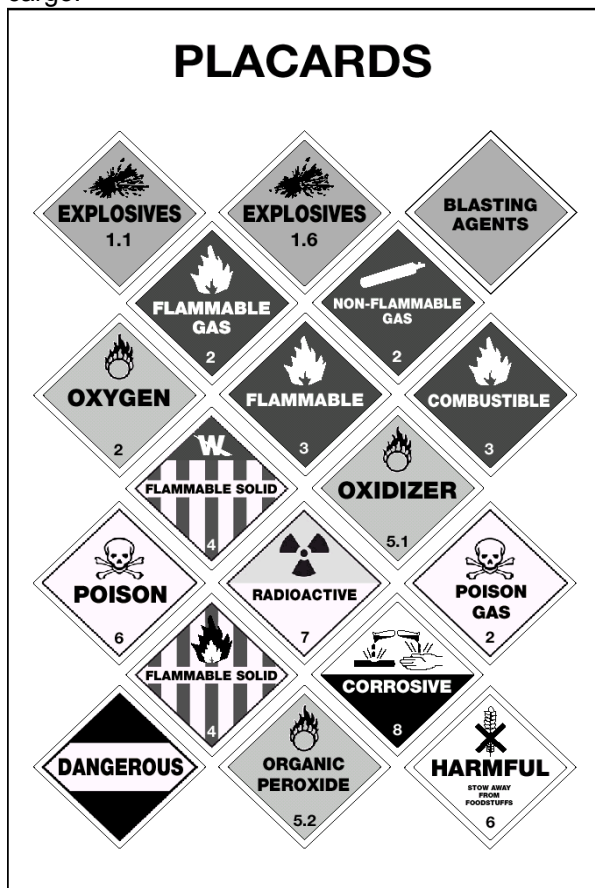 PLACARDS
EXPLOSIVES
1.1
EXPLOSIVES
1.6
BLASTING
AGENTS
FLAMMABLE
GAS
2
NON-FLAMMABLE
GAS
2
OXYGEN
2
FLAMMABLE
3
COMBUSTIBLE
3
W
FLAMMABLE SOLID
4
OXIDIZER
5.1
POISON
6
RADIOACTIVE
7
POISON
GAS
2
FLAMMABLE SOLID
4
CORROSIVE
8
DANGEROUS
ORGANIC
PEROXIDE
5.2
HARMFUL
STOW AWAY
FROM
FOODSTUFFS
6